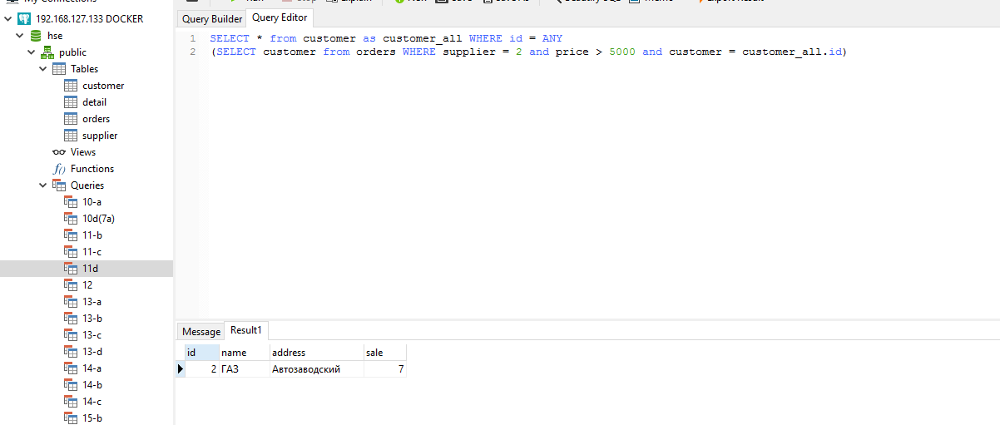 192.168.127.133 DOCKER
hse
public
Tables
customer
detail
orders
supplier
Views
Functions
Queries
10-a
10d(7a)
11-b
11-c
11d
12
13-a
13-b
13-c
13-d
14-a
14-b
14-c
15-b
Query Builder Query Editor
1 SELECT * from customer as customer_all WHERE id = ANY
2 (SELECT customer from orders WHERE supplier = 2 and price > 5000 and customer = customer_all.id)
Message Result1
id name address sale
2 ГАЗ Автозаводский 7